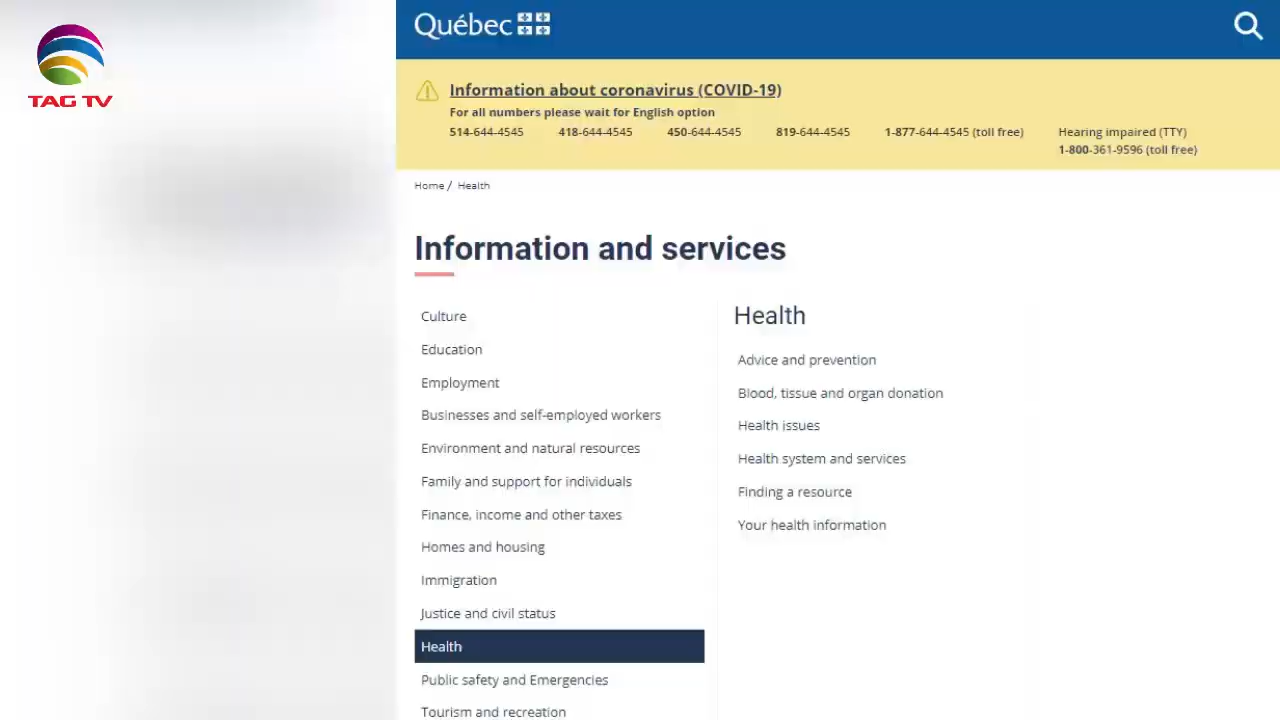 TAG TV
Québec
Information about coronavirus (COVID-19)
For all numbers please wait for English option
514-644-4545 418-644-4545 450-644-4545 819-644-4545 1-877-644-4545 (toll free) Hearing impaired (TTY)
1-800-361-9596 (toll free)
Home / Health
Information and services
Culture
Education
Employment
Businesses and self-employed workers
Environment and natural resources
Family and support for individuals
Finance, income and other taxes
Homes and housing
Immigration
Justice and civil status
Health
Public safety and Emergencies
Tourism and recreation
Health
Advice and prevention
Blood, tissue and organ donation
Health issues
Health system and services
Finding a resource
Your health information